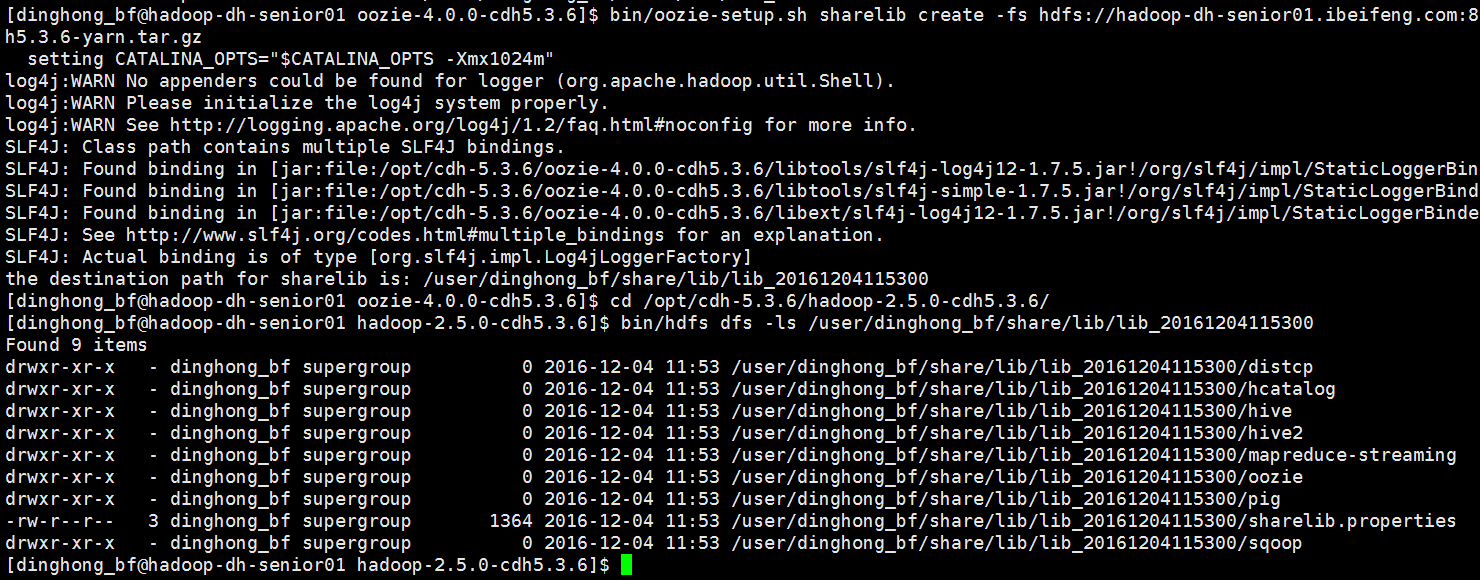 [dinghong_bf@hadoop-dh-senior01 oozie-4.0.0-cdh5.3.6]$ bin/oozie-setup.sh sharelib create -fs hdfs://hadoop-dh-senior01.ibeifeng.com:8
h5.3.6-yarn.tar.gz
  setting CATALINA_OPTS="$CATALINA_OPTS -Xmx1024m"
log4j:WARN No appenders could be found for logger (org.apache.hadoop.util.Shell).
log4j:WARN Please initialize the log4j system properly.
log4j:WARN See http://logging.apache.org/log4j/1.2/faq.html#noconfig for more info.
SLF4J: Class path contains multiple SLF4J bindings.
SLF4J: Found binding in [jar:file:/opt/cdh-5.3.6/oozie-4.0.0-cdh5.3.6/libtools/slf4j-log4j12-1.7.5.jar!/org/slf4j/impl/StaticLoggerBin
SLF4J: Found binding in [jar:file:/opt/cdh-5.3.6/oozie-4.0.0-cdh5.3.6/libtools/slf4j-simple-1.7.5.jar!/org/slf4j/impl/StaticLoggerBind
SLF4J: Found binding in [jar:file:/opt/cdh-5.3.6/oozie-4.0.0-cdh5.3.6/libext/slf4j-log4j12-1.7.5.jar!/org/slf4j/impl/StaticLoggerBinde
SLF4J: See http://www.slf4j.org/codes.html#multiple_bindings for an explanation.
SLF4J: Actual binding is of type [org.slf4j.impl.Log4jLoggerFactory]
the destination path for sharelib is: /user/dinghong_bf/share/lib/lib_20161204115300
[dinghong_bf@hadoop-dh-senior01 oozie-4.0.0-cdh5.3.6]$ cd /opt/cdh-5.3.6/hadoop-2.5.0-cdh5.3.6/
[dinghong_bf@hadoop-dh-senior01 hadoop-2.5.0-cdh5.3.6]$ bin/hdfs dfs -ls /user/dinghong_bf/share/lib/lib_20161204115300
Found 9 items
drwxr-xr-x   - dinghong_bf supergroup          0 2016-12-04 11:53 /user/dinghong_bf/share/lib/lib_20161204115300/distcp
drwxr-xr-x   - dinghong_bf supergroup          0 2016-12-04 11:53 /user/dinghong_bf/share/lib/lib_20161204115300/hcatalog
drwxr-xr-x   - dinghong_bf supergroup          0 2016-12-04 11:53 /user/dinghong_bf/share/lib/lib_20161204115300/hive
drwxr-xr-x   - dinghong_bf supergroup          0 2016-12-04 11:53 /user/dinghong_bf/share/lib/lib_20161204115300/hive2
drwxr-xr-x   - dinghong_bf supergroup          0 2016-12-04 11:53 /user/dinghong_bf/share/lib/lib_20161204115300/mapreduce-streaming
drwxr-xr-x   - dinghong_bf supergroup          0 2016-12-04 11:53 /user/dinghong_bf/share/lib/lib_20161204115300/oozie
drwxr-xr-x   - dinghong_bf supergroup          0 2016-12-04 11:53 /user/dinghong_bf/share/lib/lib_20161204115300/pig
-rw-r--r--   3 dinghong_bf supergroup       1364 2016-12-04 11:53 /user/dinghong_bf/share/lib/lib_20161204115300/sharelib.properties
drwxr-xr-x   - dinghong_bf supergroup          0 2016-12-04 11:53 /user/dinghong_bf/share/lib/lib_20161204115300/sqoop
[dinghong_bf@hadoop-dh-senior01 hadoop-2.5.0-cdh5.3.6]$